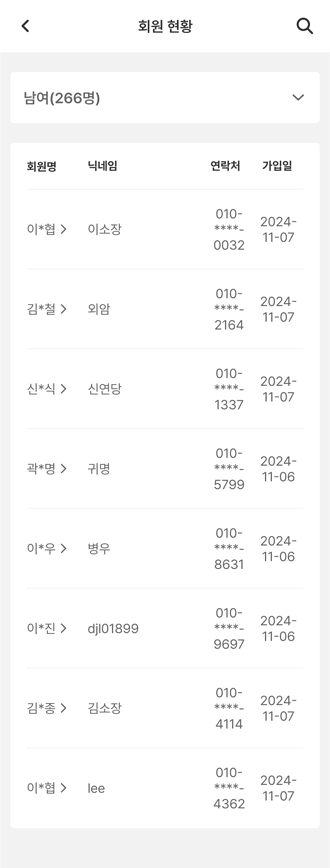 회원 현황
남여(266명)
회원명 닉네임 연락처 가입일
이*협 이소장 010-****-0032 2024-11-07
김*철 외암 010-****-2164 2024-11-07
신*식 신연당 010-****-1337 2024-11-07
곽*명 귀명 010-****-5799 2024-11-06
이*우 병우 010-****-8631 2024-11-06
이*진 djl01899 010-****-9697 2024-11-06
김*종 김소장 010-****-4114 2024-11-07
이*협 lee 010-****-4362 2024-11-07